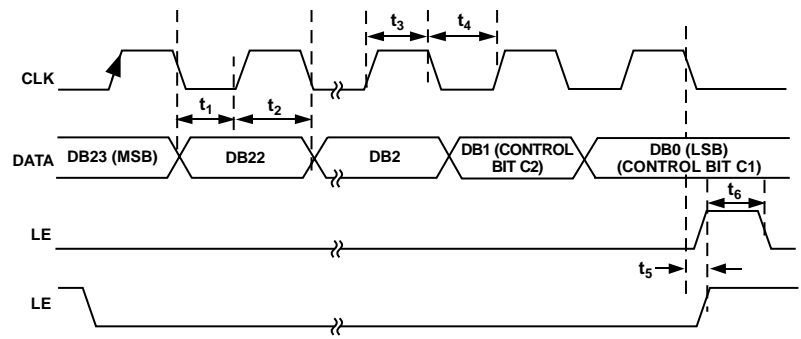 t3
t4
CLK
t1
t2
DATA
DB23 (MSB)
DB22
DB2
DB1 (CONTROL
BIT C2)
DB0 (LSB)
(CONTROL BIT C1)
t6
LE
t5
LE